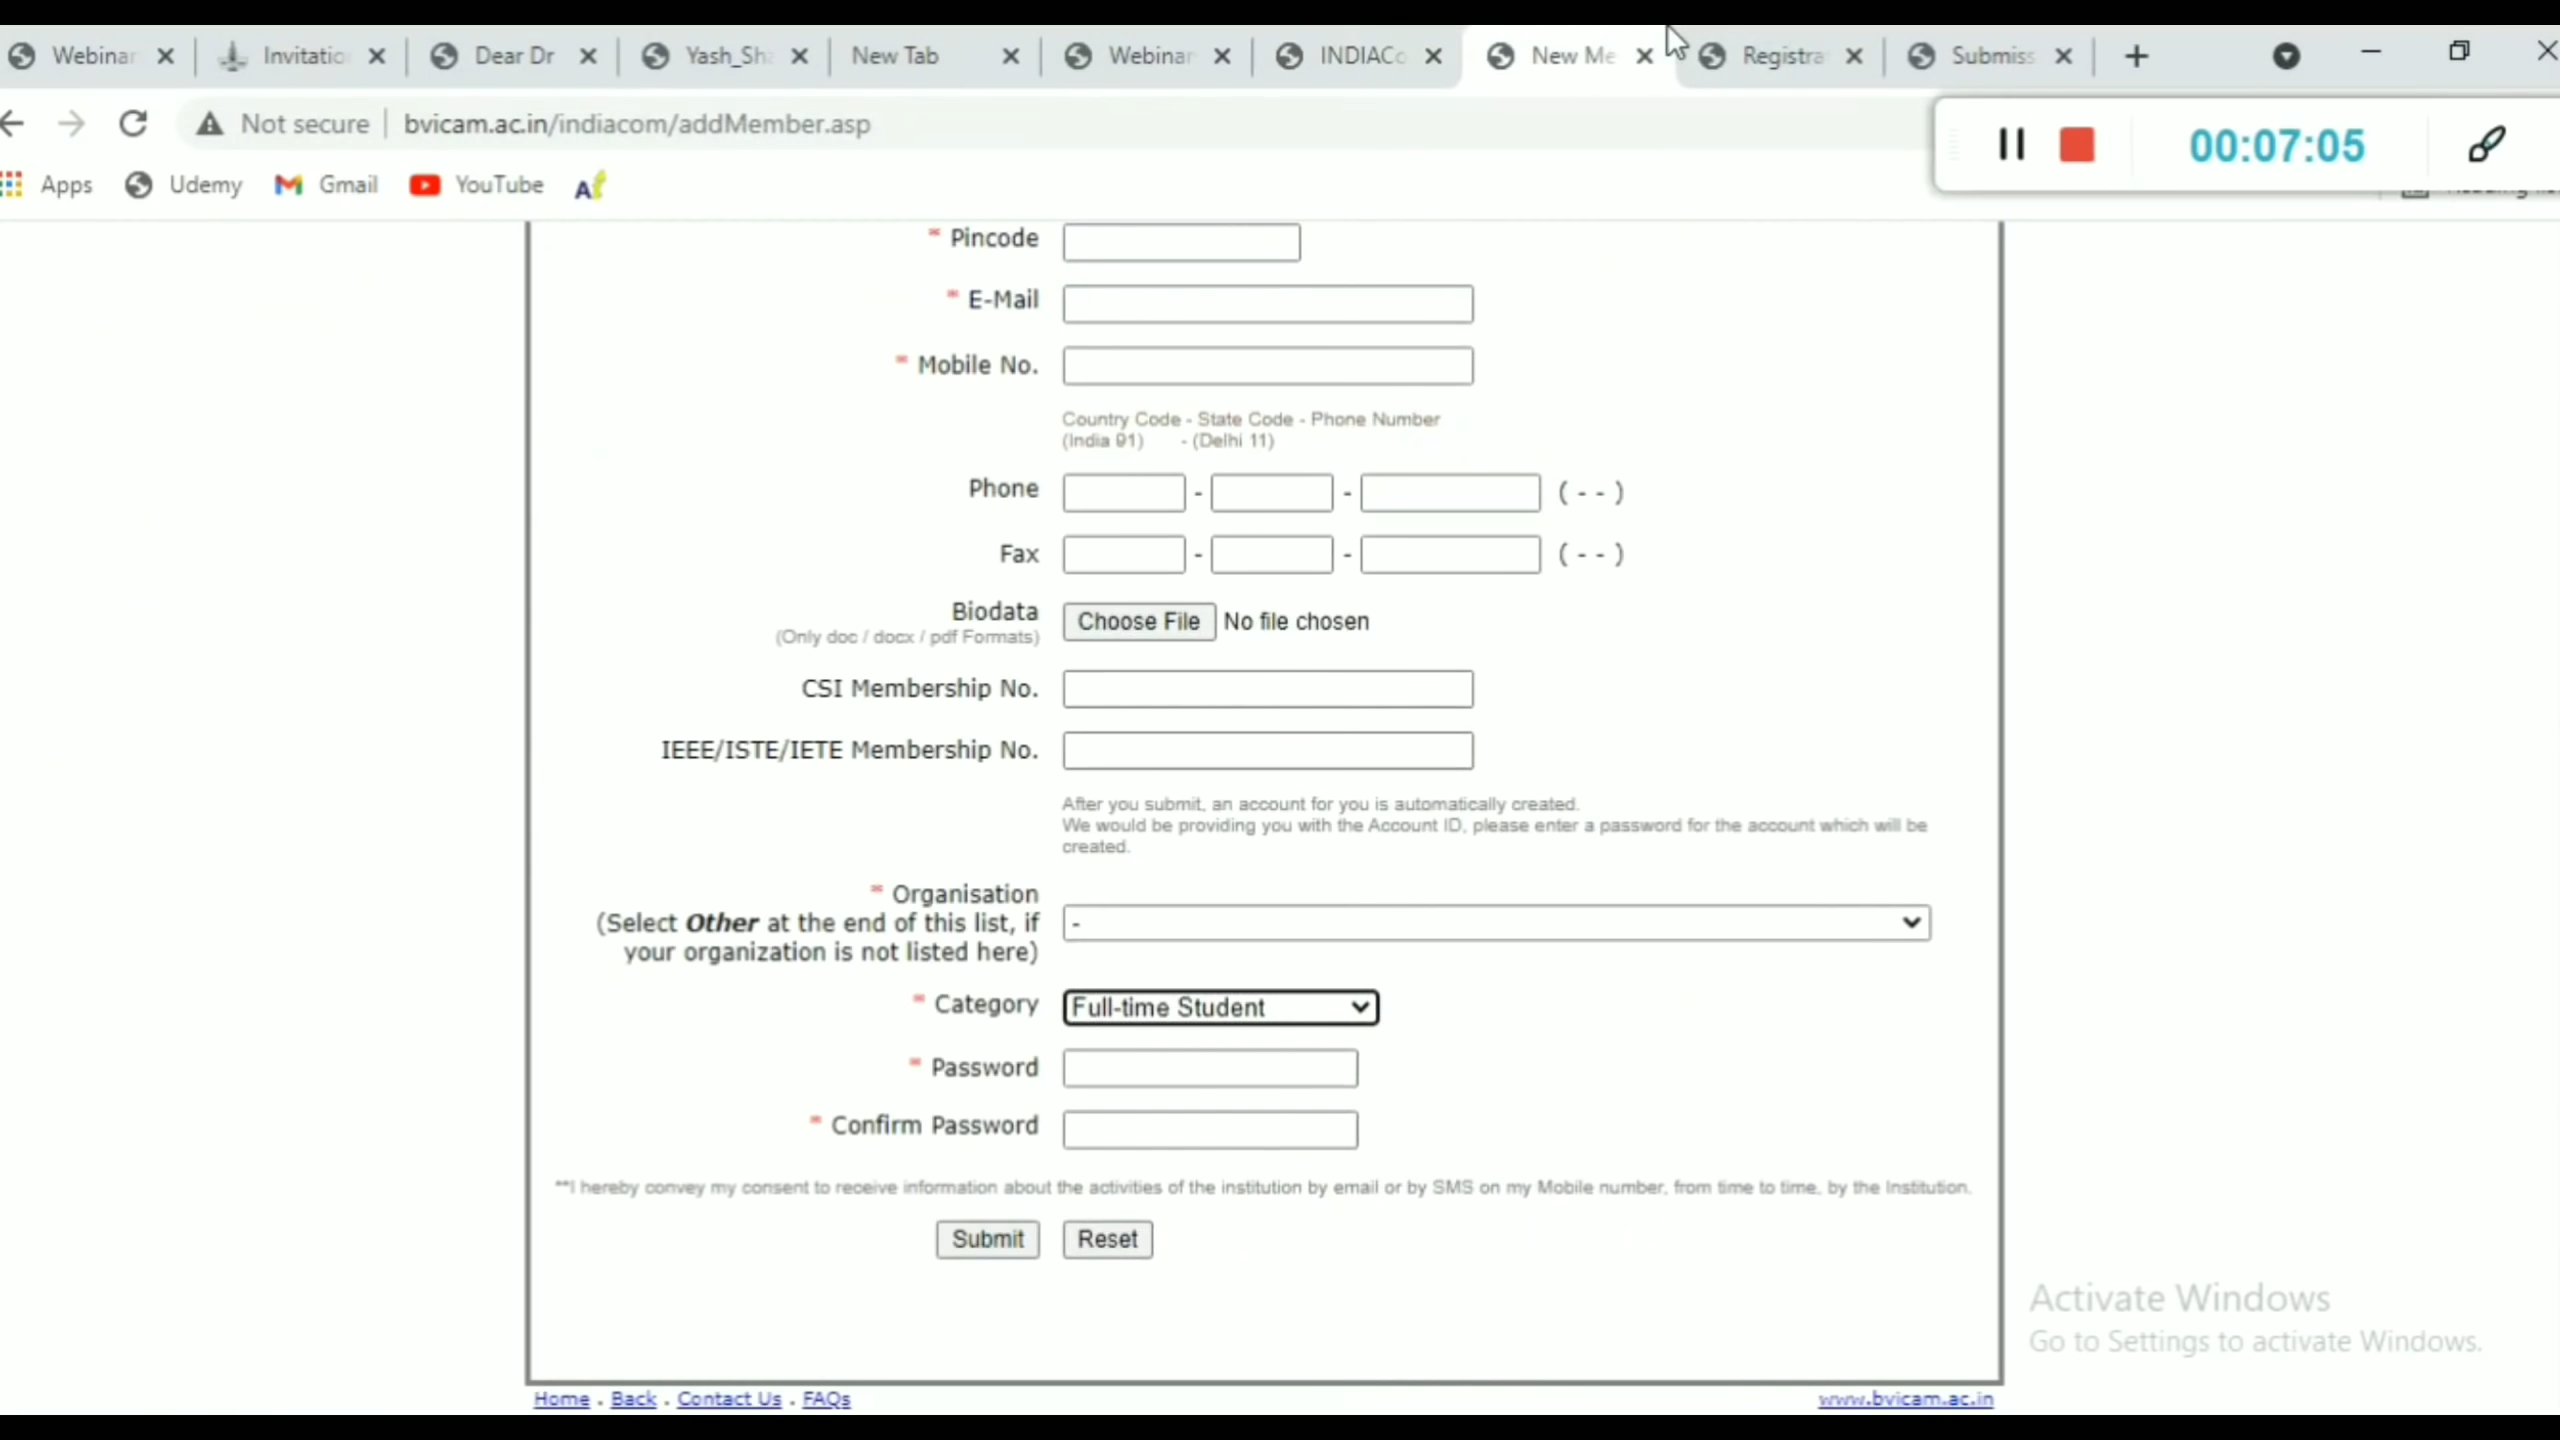 Webinar Invitatio Dear Dr Yash_Sha New Tab Webinar INDIACo New Me Registra Submiss
Not secure bvicam.ac.in/indiacom/addMember.asp
00:07:05
Apps Udemy Gmail YouTube
* Pincode
* E-Mail
* Mobile No.
Country Code - State Code - Phone Number
(India 91) - (Delhi 11)
Phone - - ( - - )
Fax - - ( - - )
Biodata
(Only doc / docx / pdf Formats)
Choose File No file chosen
CSI Membership No.
IEEE/ISTE/IETE Membership No.
After you submit, an account for you is automatically created.
We would be providing you with the Account ID, please enter a password for the account which will be
created.
* Organisation
(Select Other at the end of this list, if
your organization is not listed here)
-
* Category Full-time Student
* Password
* Confirm Password
**I hereby convey my consent to receive information about the activities of the institution by email or by SMS on my Mobile number, from time to time, by the Institution.
Submit Reset
Activate Windows
Go to Settings to activate Windows.
Home . Back . Contact Us . FAQs www.bvicam.ac.in